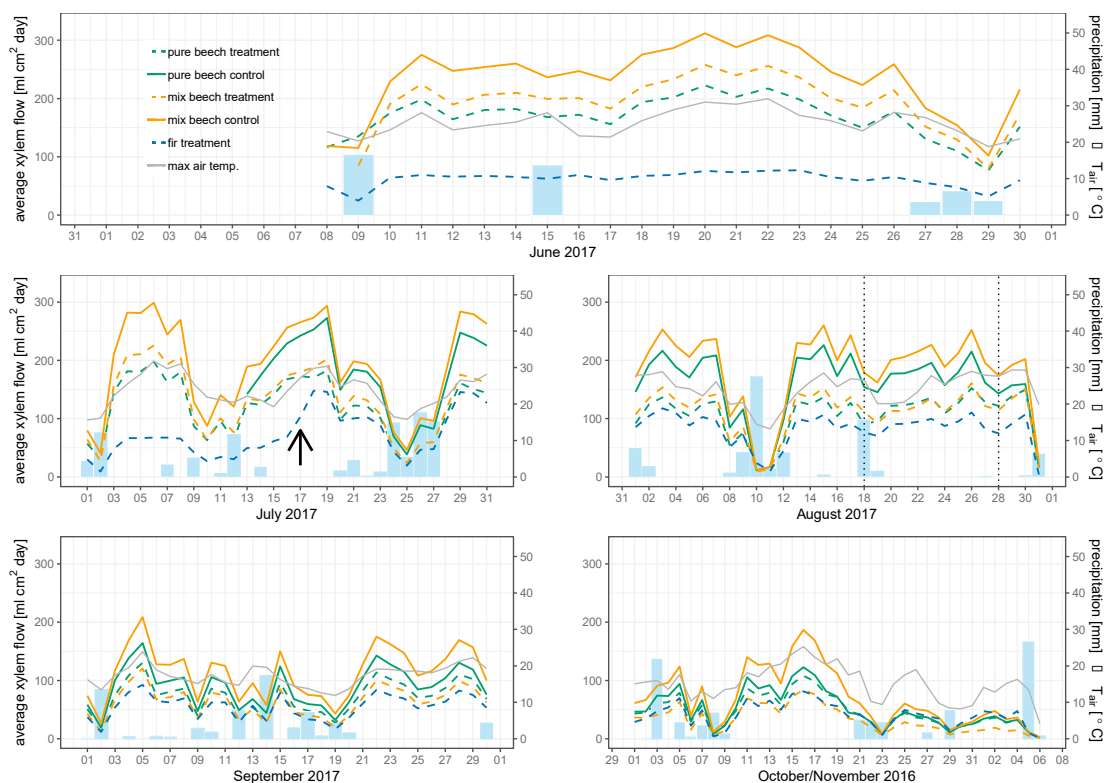 300
200
100
0
average xylem flow [ml cm² day]
pure beech treatment
pure beech control
mix beech treatment
mix beech control
fir treatment
max air temp.
50
40
30
20
10
0
precipitation [mm] ▯ T air [ ° C]
31 01 02 03 04 05 06 07 08 09 10 11 12 13 14 15 16 17 18 19 20 21 22 23 24 25 26 27 28 29 30 01
June 2017
300
200
100
0
average xylem flow [ml cm² day]
50
40
30
20
10
0
01 03 05 07 09 11 13 15 17 19 21 23 25 27 29 31
July 2017
300
200
100
0
50
40
30
20
10
0
precipitation [mm] ▯ T air [ ° C]
31 02 04 06 08 10 12 14 16 18 20 22 24 26 28 30 01
August 2017
300
200
100
0
average xylem flow [ml cm² day]
50
40
30
20
10
0
01 03 05 07 09 11 13 15 17 19 21 23 25 27 29 01
September 2017
300
200
100
0
50
40
30
20
10
0
precipitation [mm] ▯ T air [ ° C]
29 01 03 05 07 09 11 13 15 17 19 21 23 25 27 29 31 02 04 06 08
October/November 2016